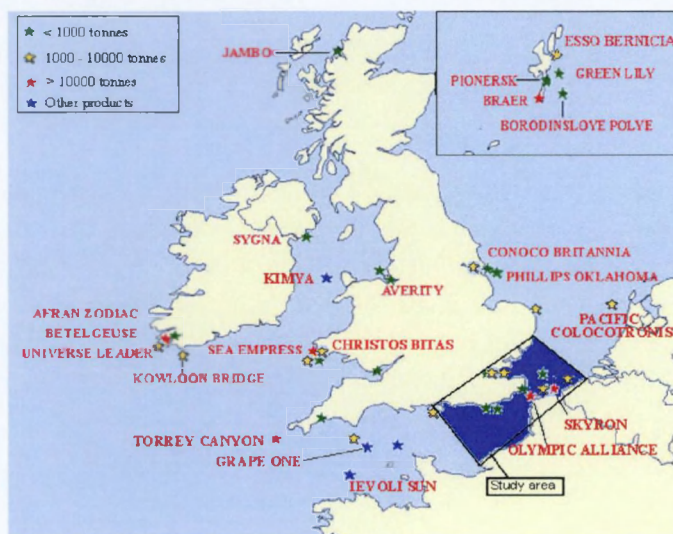 < 1000 tonnes
1000 - 10000 tonnes
> 10000 tonnes
Other products
JAMBO
ESSO BERNICIA
GREEN LILY
PIONERSK
BRAER
BORODINSLOVE POLYE
SYGNA
KIMYA
CONOCO BRITANNIA
PHILLIPS OKLAHOMA
AVERITY
AFRAN ZODIAC
BETELGEUSE
UNIVERSE LEADER
KOWLOON BRIDGE
SEA EMPRESS
CHRISTOS BITAS
PACIFIC
COLOCOTRONIS
TORREY CANYON
GRAPE ONE
IEVOLI SUN
SKYRON
OLYMPIC ALLIANCE
Study area